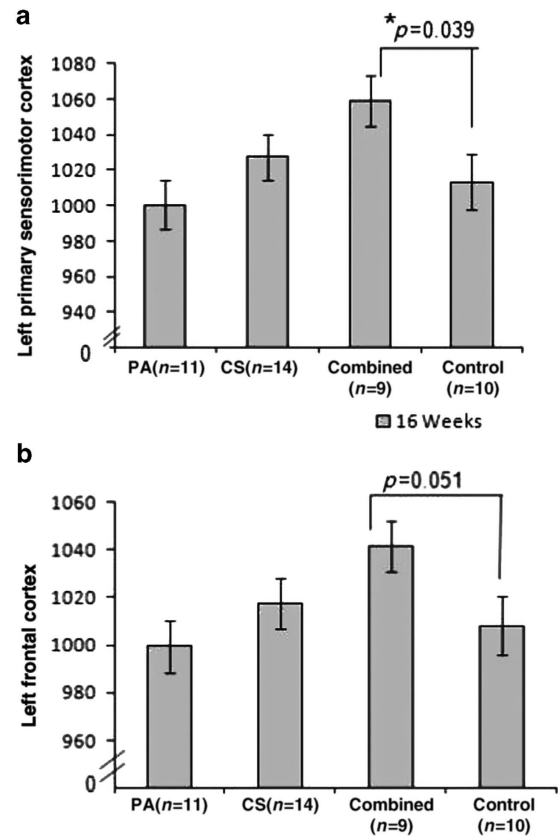 a
*p=0.039
Left primary sensorimotor cortex
1080
1060
1040
1020
1000
980
960
940
0
PA(n=11) CS(n=14) Combined Control
(n=9) (n=10)
16 Weeks
b
p=0.051
Left frontal cortex
1060
1040
1020
1000
980
960
0
PA(n=11) CS(n=14) Combined Control
(n=9) (n=10)